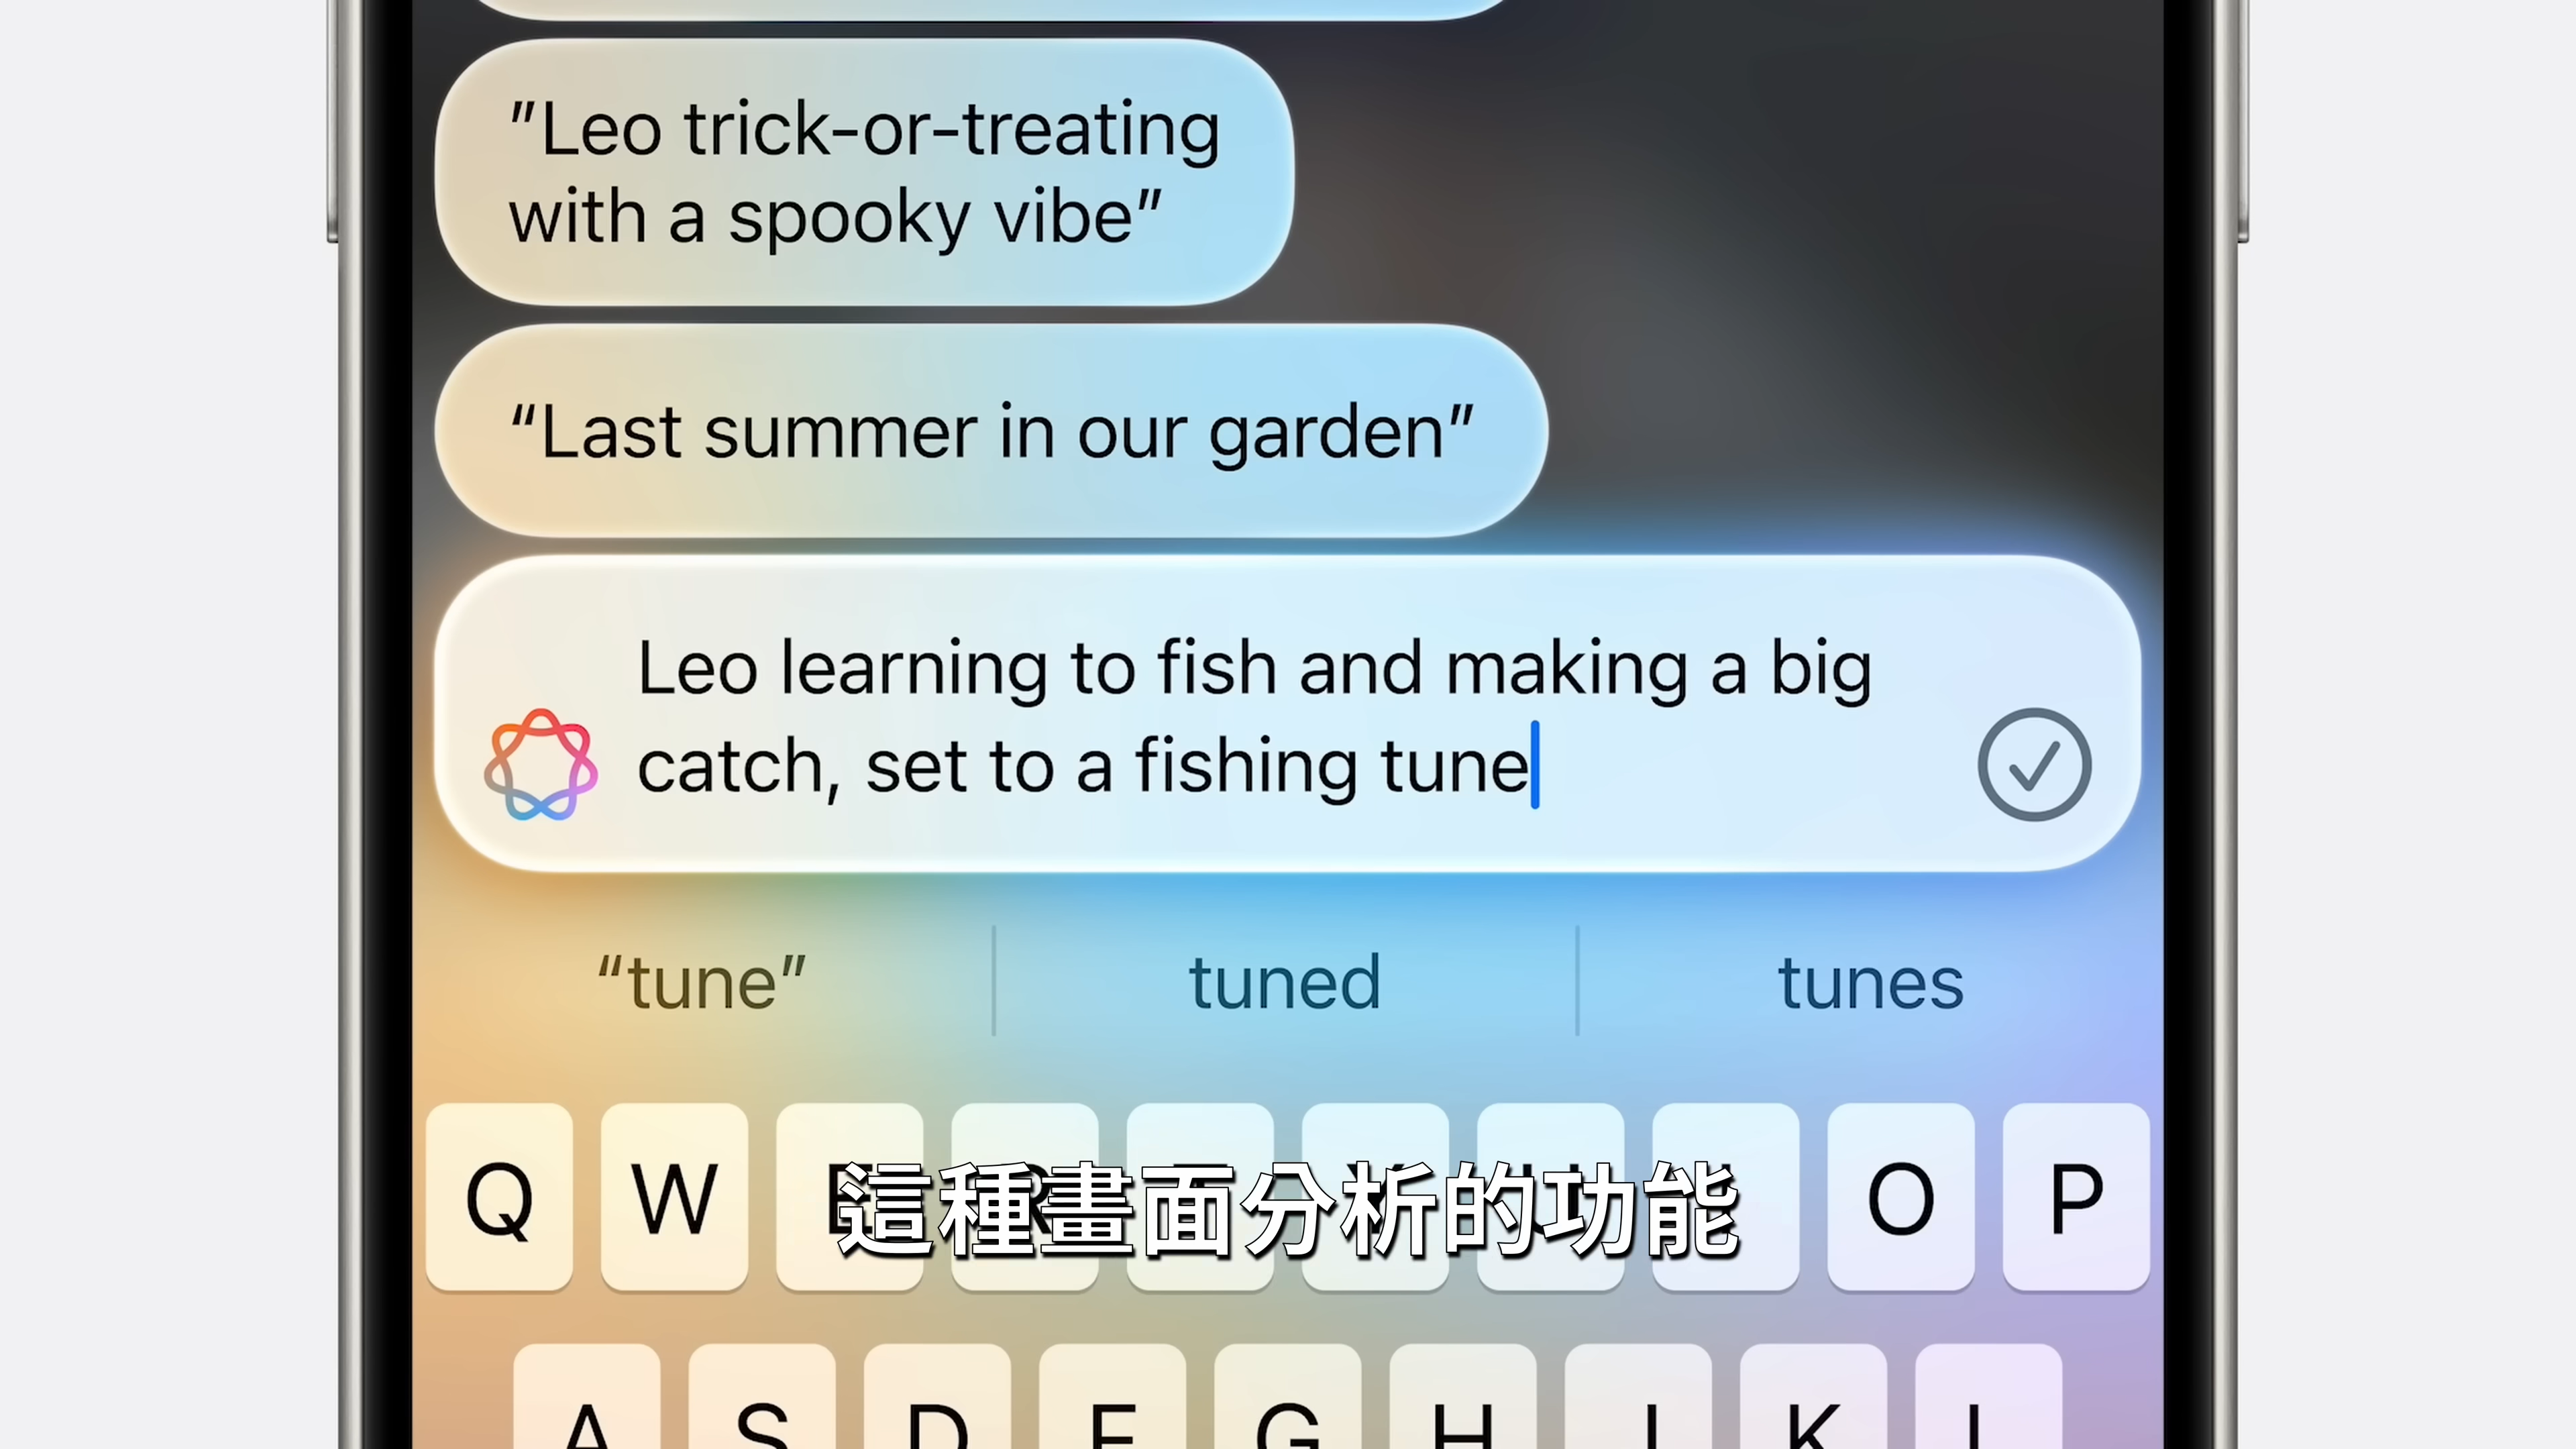 "Leo trick-or-treating
with a spooky vibe"
“Last summer in our garden”
Leo learning to fish and making a big
catch, set to a fishing tune
“tune” tuned tunes
Q W E R O P
這種畫面分析的功能
A S D F G H J K L